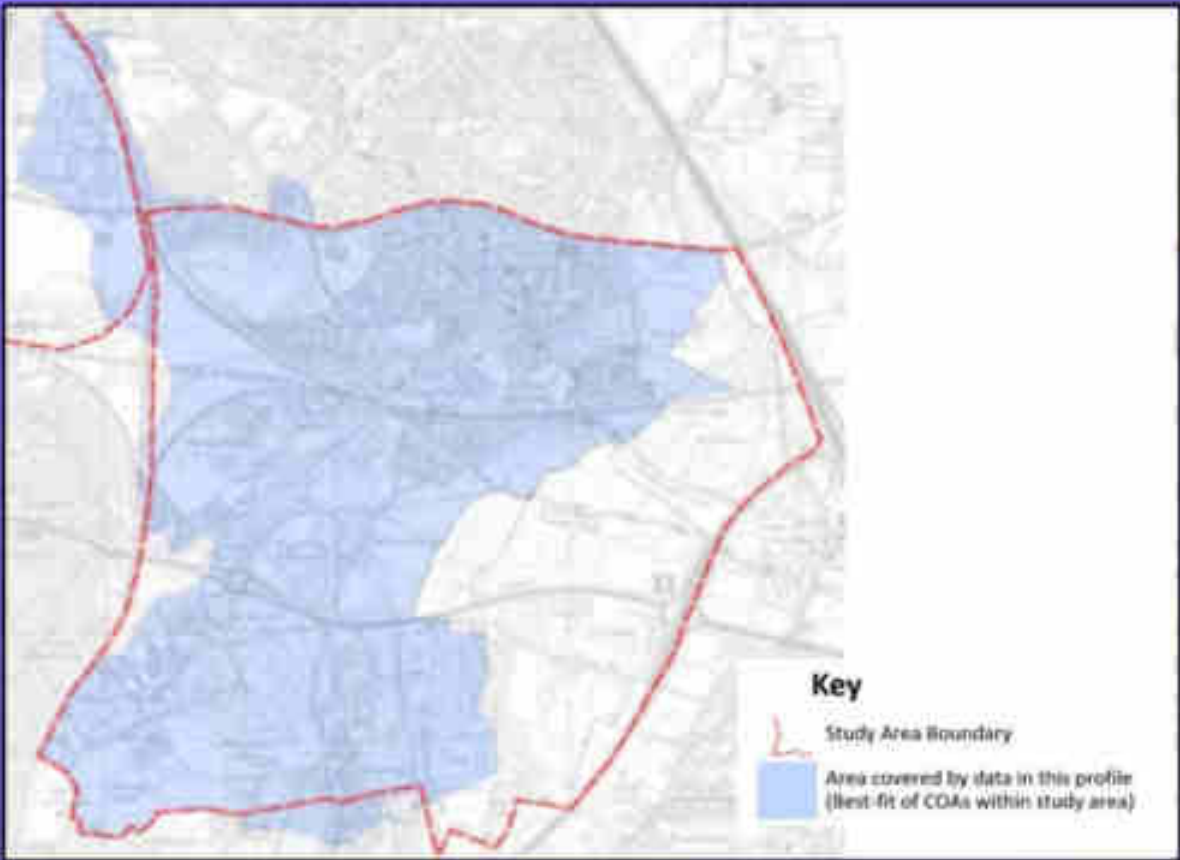 Key
Study Area Boundary
Area covered by data in this profile
(Best-fit of COAs within study area)